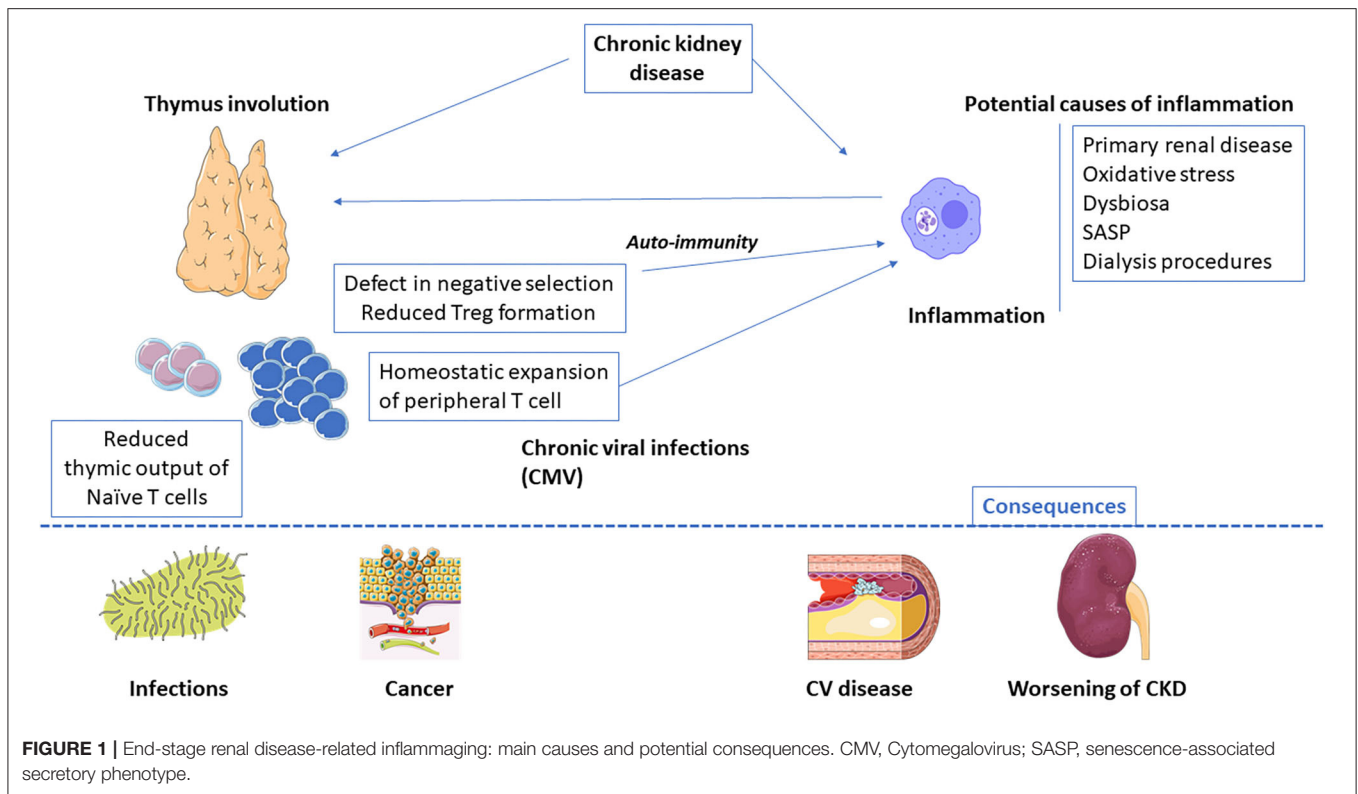 Chronic kidney
disease
Thymus involution
Potential causes of inflammation
Primary renal disease
Oxidative stress
Dysbiosa
SASP
Dialysis procedures
Auto-immunity
Defect in negative selection
Reduced Treg formation
Inflammation
Homeostatic expansion
of peripheral T cell
Reduced
thymic output of
Naïve T cells
Chronic viral infections
(CMV)
Consequences
Infections
Cancer
CV disease
Worsening of CKD
FIGURE 1 | End-stage renal disease-related inflammaging: main causes and potential consequences. CMV, Cytomegalovirus; SASP, senescence-associated
secretory phenotype.